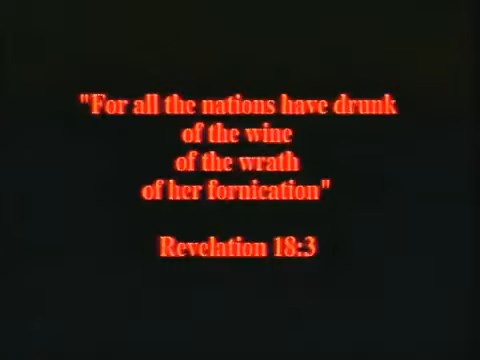 "For all the nations have drunk
of the wine
of the wrath
of her fornication"
Revelation 18:3